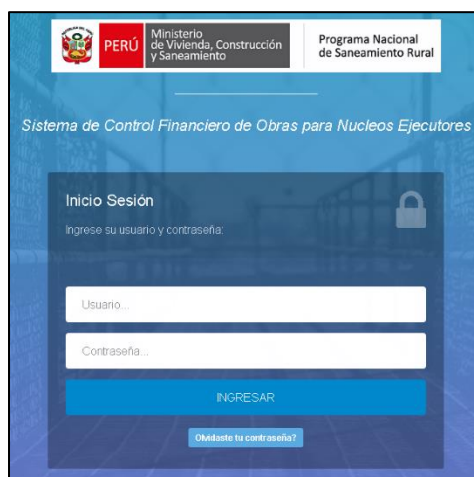 PERÚ
Ministerio
de Vivienda, Construcción
y Saneamiento
Programa Nacional
de Saneamiento Rural
Sistema de Control Financiero de Obras para Nucleos Ejecutores
Inicio Sesión
Ingrese su usuario y contraseña:
Usuario...
Contraseña...
INGRESAR
Olvidaste tu contraseña?